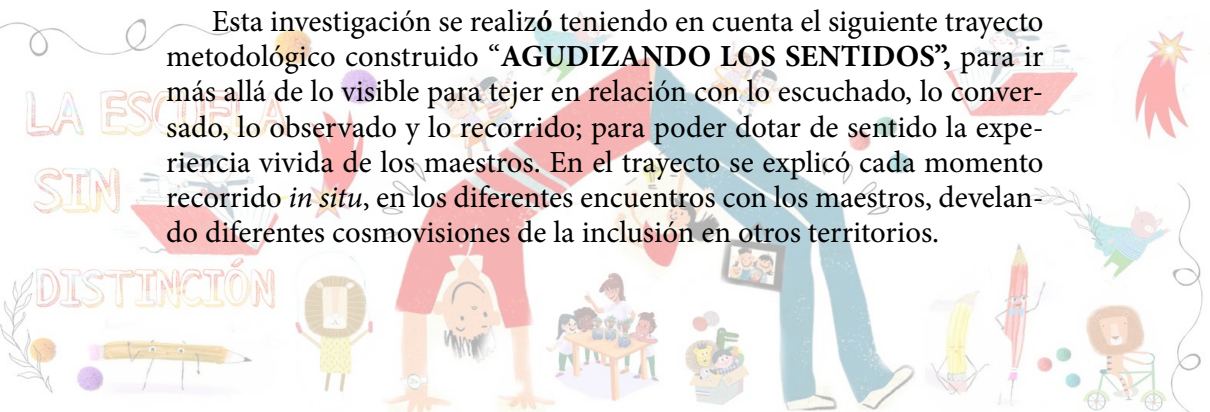 Esta investigación se realizó teniendo en cuenta el siguiente trayecto
metodológico construido “AGUDIZANDO LOS SENTIDOS”, para ir
más allá de lo visible para tejer en relación con lo escuchado, lo conver-
sado, lo observado y lo recorrido; para poder dotar de sentido la expe-
riencia vivida de los maestros. En el trayecto se explicó cada momento
recorrido in situ, en los diferentes encuentros con los maestros, develan-
do diferentes cosmovisiones de la inclusión en otros territorios.
LA ESCUELA
SIN
DISTINCIÓN